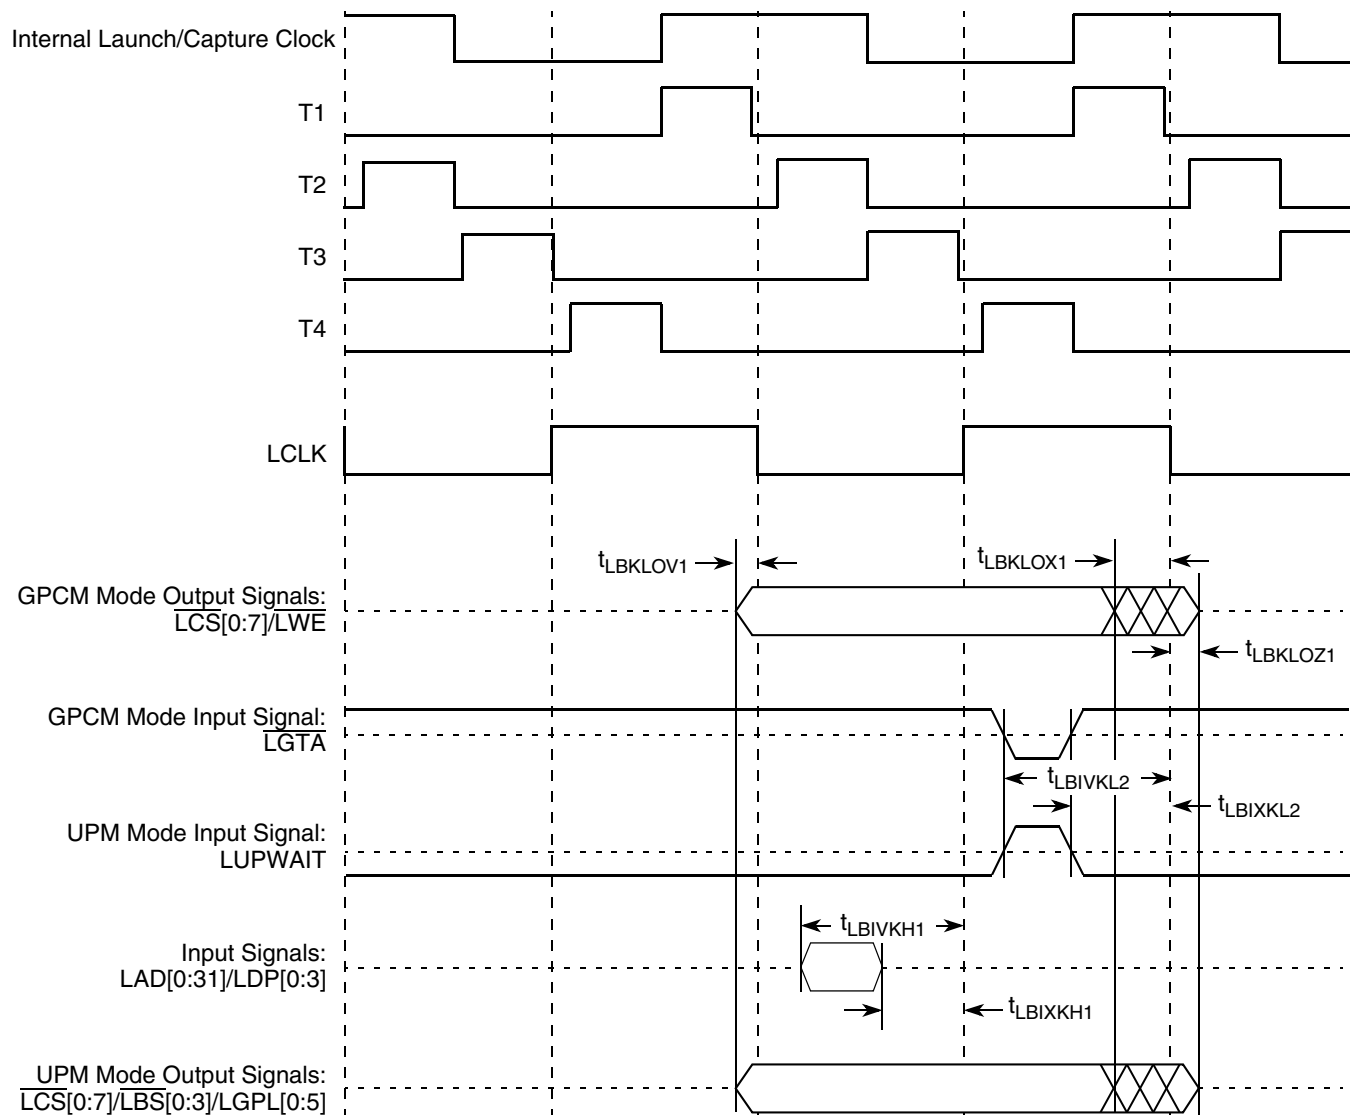 Internal Launch/Capture Clock
T1
T2
T3
T4
LCLK
tLBKLOV1
tLBKLOX1
GPCM Mode Output Signals:
LCS[0:7]/LWE
tLBKLOZ1
GPCM Mode Input Signal:
LGTA
tLBIVKL2
tLBIXKL2
UPM Mode Input Signal:
LUPWAIT
tLBIVKH1
Input Signals:
LAD[0:31]/LDP[0:3]
tLBIXKH1
UPM Mode Output Signals:
LCS[0:7]/LBS[0:3]/LGPL[0:5]